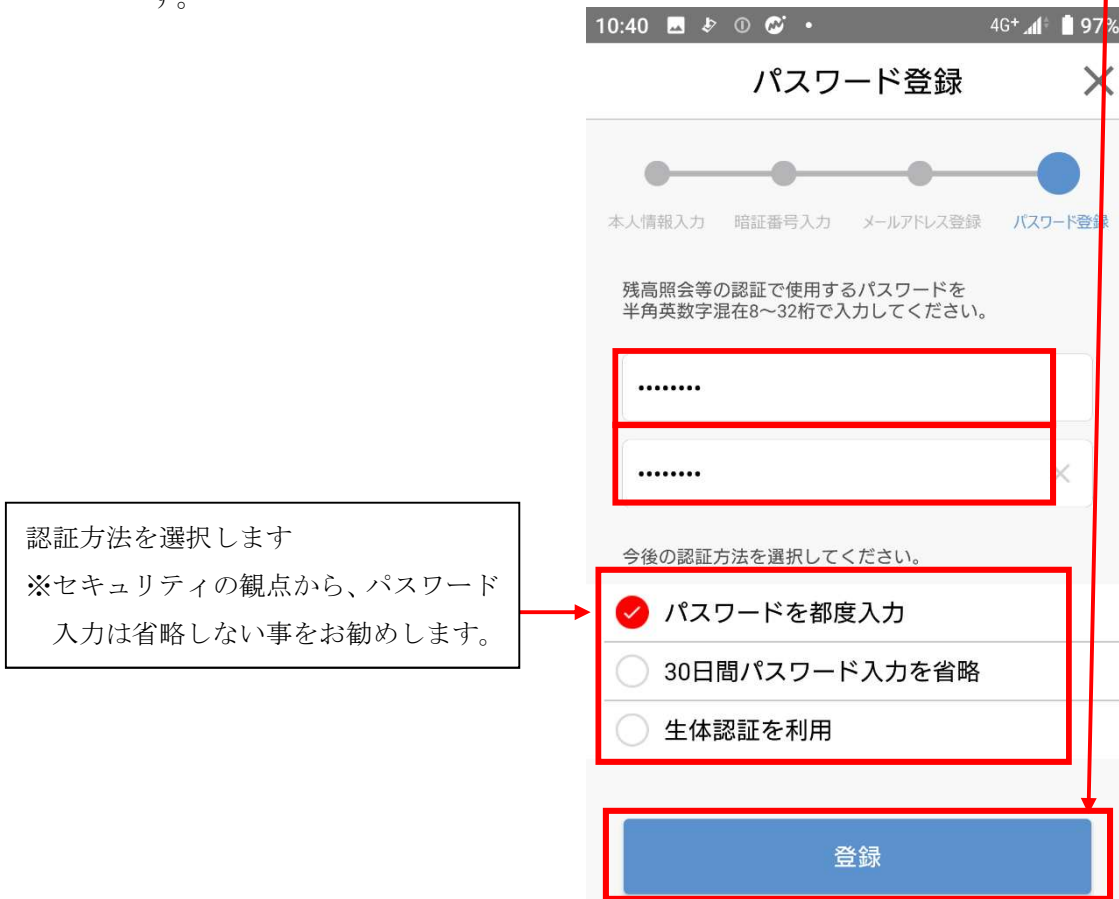 す。
10:40
4G+ 97%
パスワード登録
本人情報入力 暗証番号入力 メールアドレス登録 パスワード登録
残高照会等の認証で使用するパスワードを
半角英数字混在8～32桁で入力してください。
••••••••
••••••••
認証方法を選択します
※セキュリティの観点から、パスワード
入力は省略しない事をお勧めします。
今後の認証方法を選択してください。
パスワードを都度入力
30日間パスワード入力を省略
生体認証を利用
登録